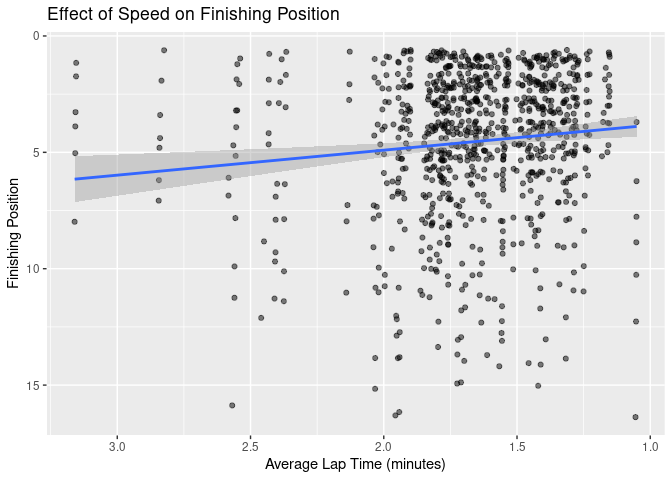 Effect of Speed on Finishing Position
0
5
10
15
Finishing Position
3.0 2.5 2.0 1.5 1.0
Average Lap Time (minutes)